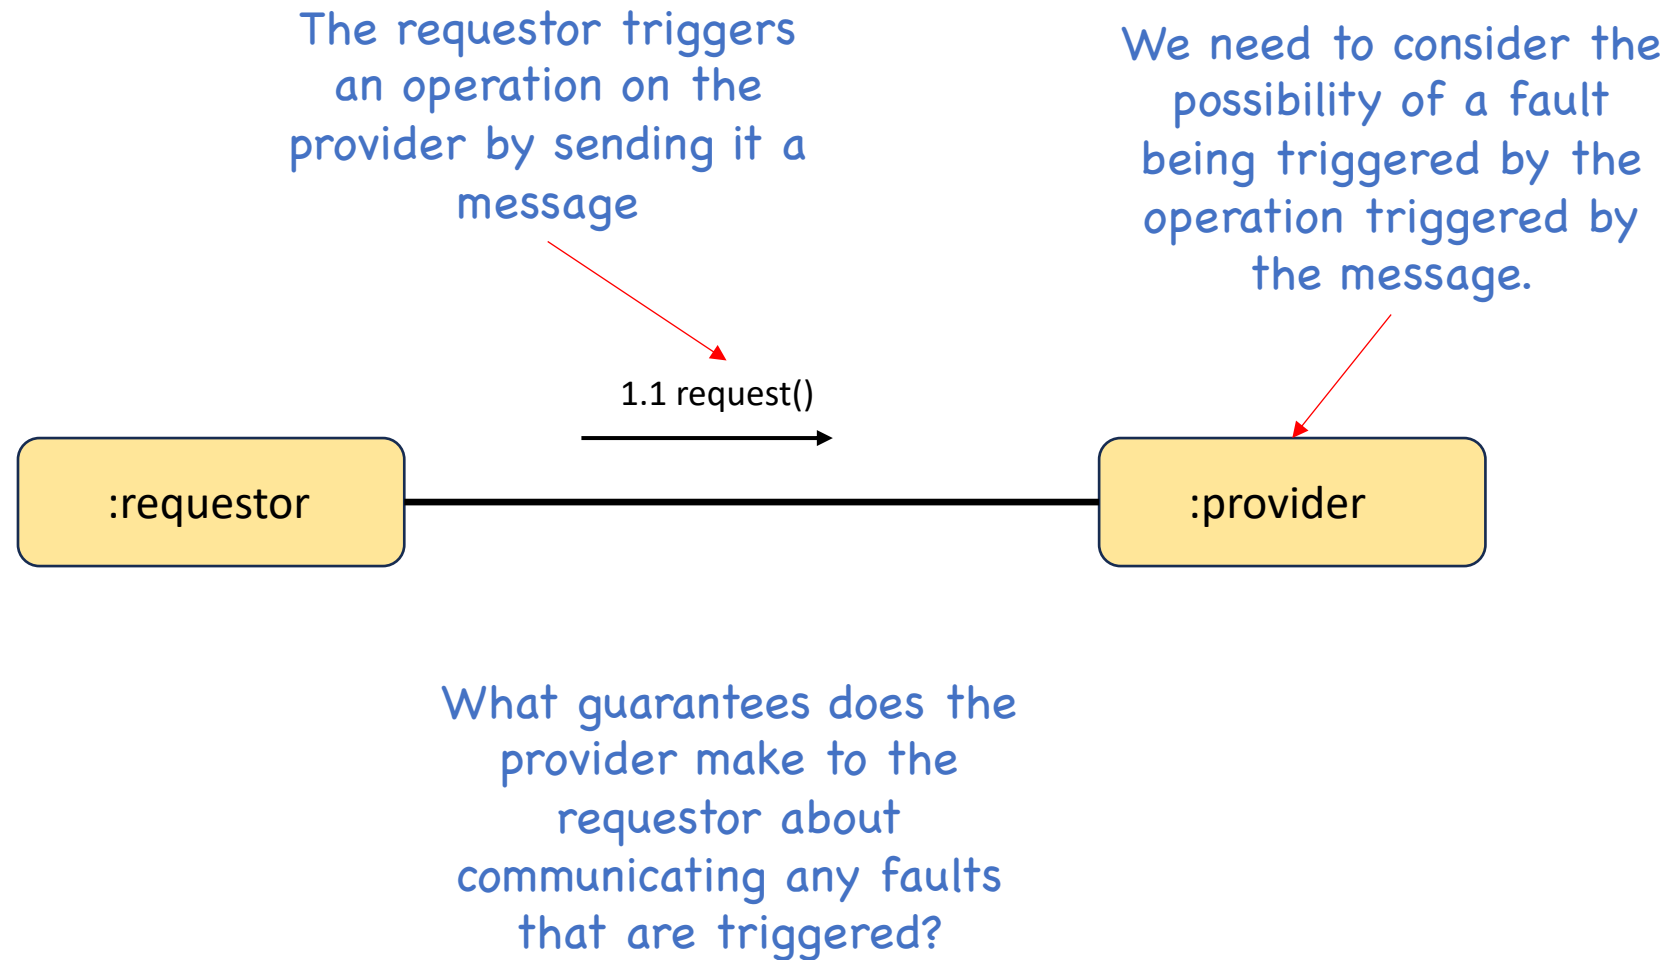 The requestor triggers
an operation on the
provider by sending it a
message
We need to consider the
possibility of a fault
being triggered by the
operation triggered by
the message.
1.1 request()
:requestor
:provider
What guarantees does the
provider make to the
requestor about
communicating any faults
that are triggered?